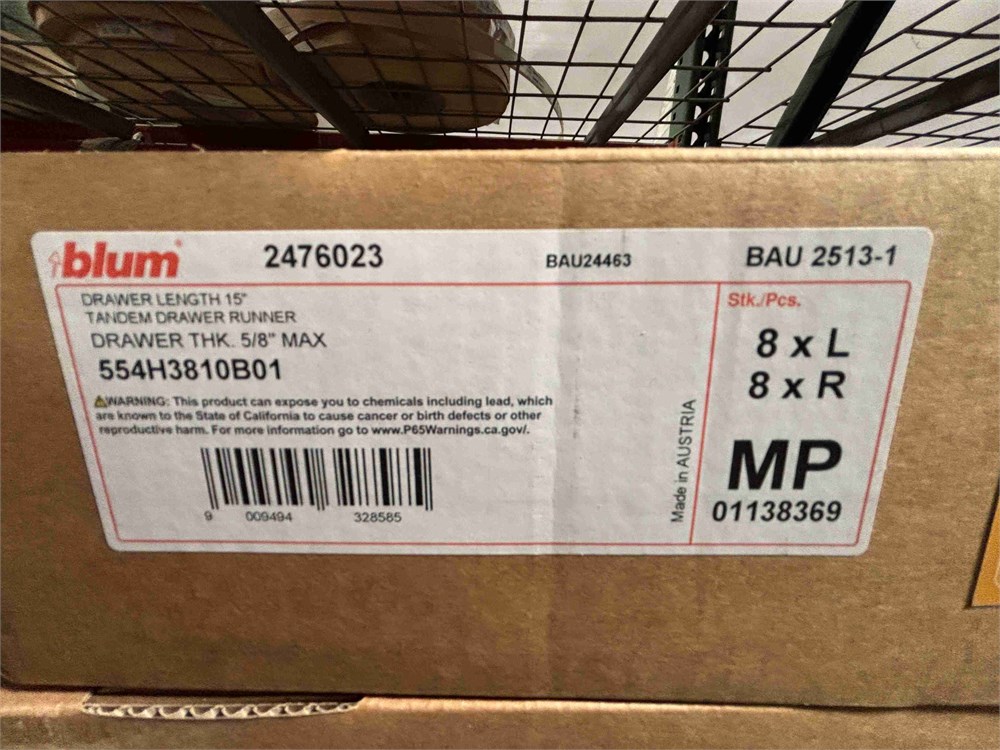 blum
2476023
BAU24463
BAU 2513-1
DRAWER LENGTH 15"
TANDEM DRAWER RUNNER
DRAWER THK. 5/8" MAX
554H3810B01
WARNING: This product can expose you to chemicals including lead, which
are known to the State of California to cause cancer or birth defects or other
reproductive harm. For more information go to www.P65Warnings.ca.gov/.
9 009494 328585
Made in AUSTRIA
Stk./Pcs.
8 x L
8 x R
MP
01138369